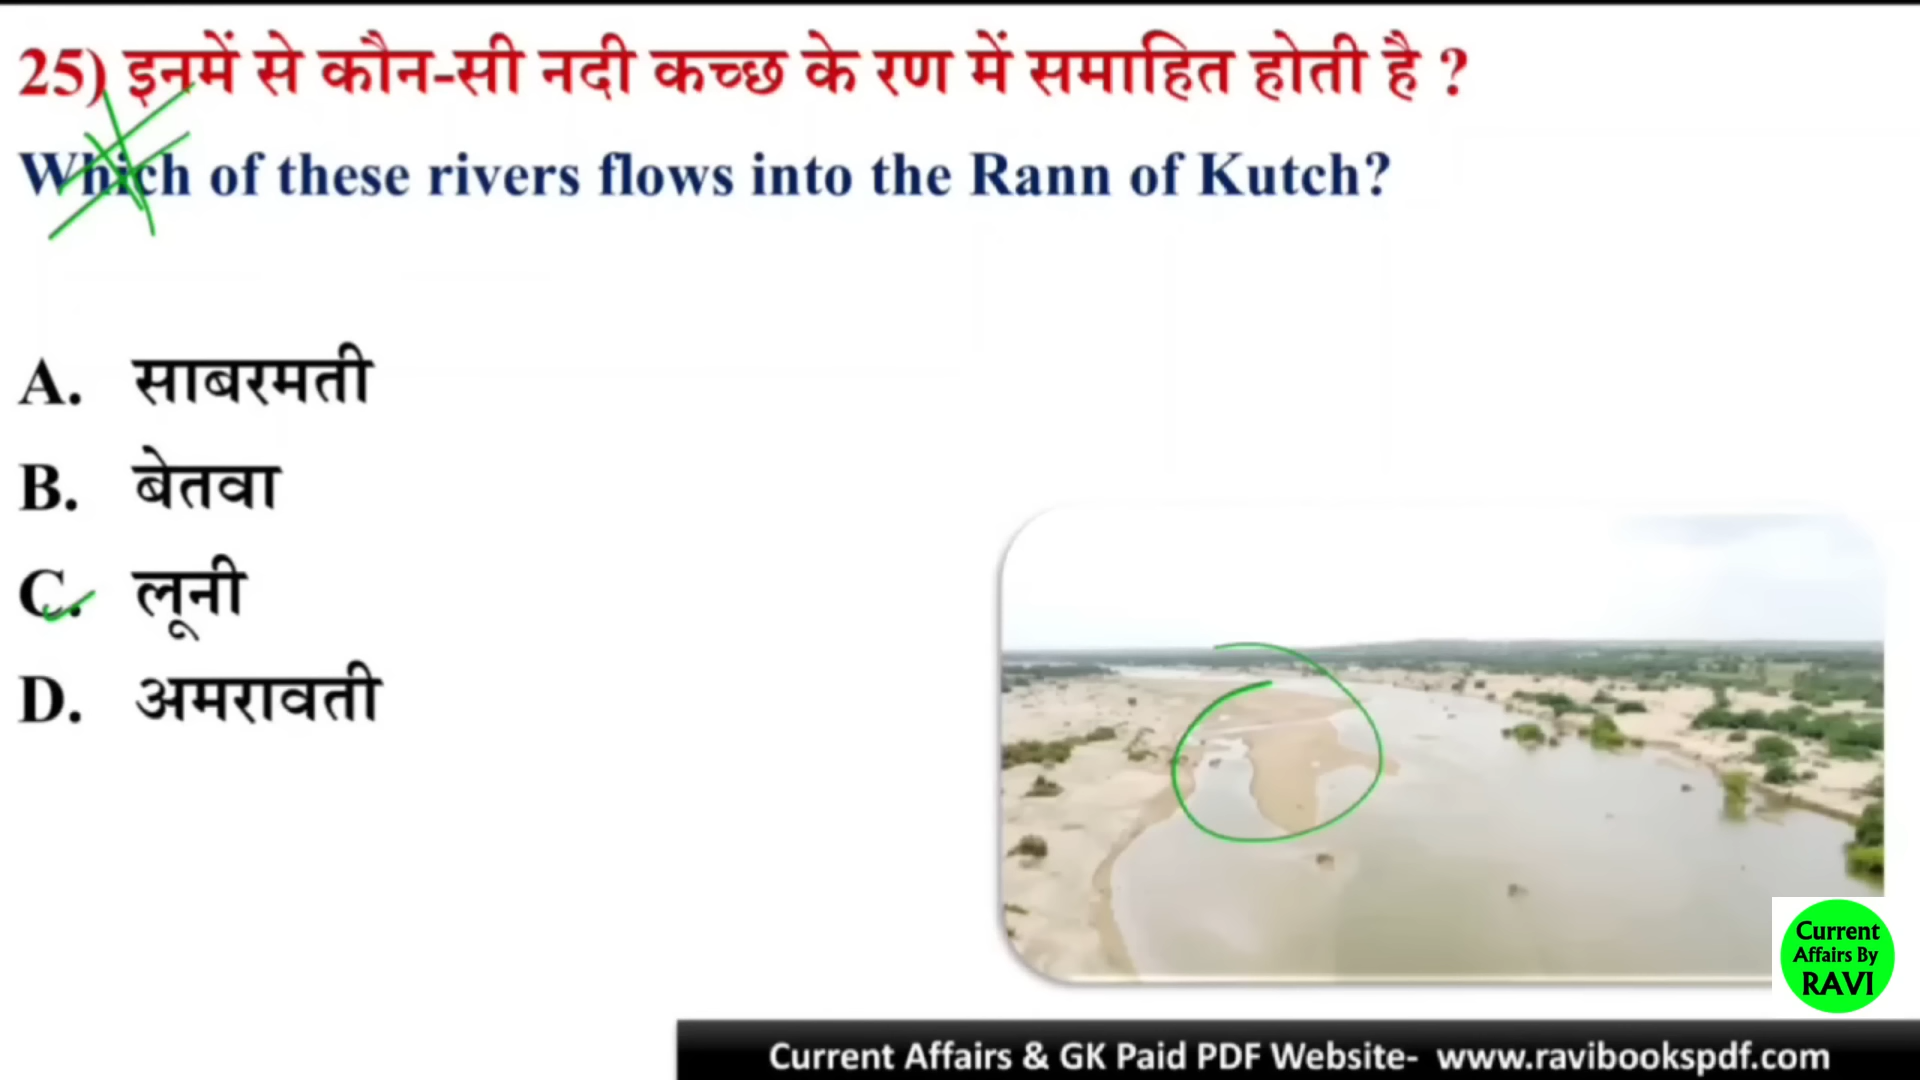 25) इनमें से कौन-सी नदी कच्छ के रण में समाहित होती है ?
Which of these rivers flows into the Rann of Kutch?
A. साबरमती
B. बेतवा
C. लूनी
D. अमरावती
Current
Affairs By
RAVI
Current Affairs & GK Paid PDF Website- www.ravibookspdf.com